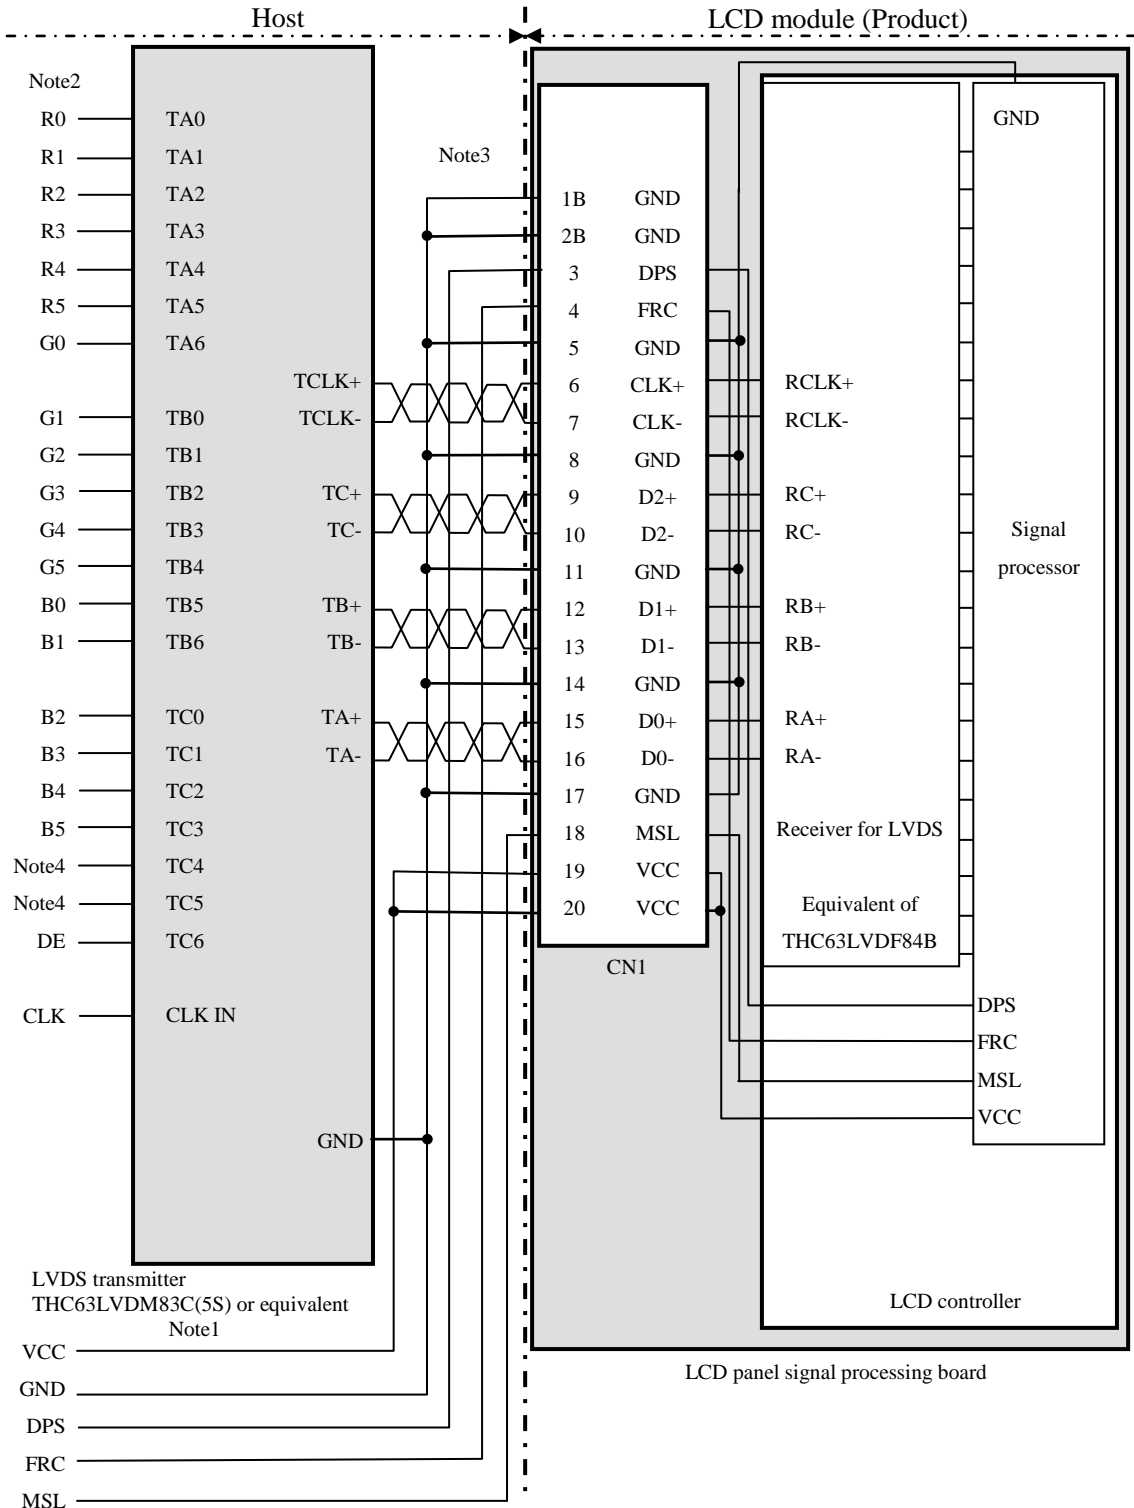 Host LCD module (Product)
Note2
R0 TA0 GND
R1 TA1 Note3
R2 TA2 1B GND
R3 TA3 2B GND
R4 TA4 3 DPS
R5 TA5 4 FRC
G0 TA6 5 GND
TCLK+ 6 CLK+ RCLK+
G1 TB0 TCLK- 7 CLK- RCLK-
G2 TB1 8 GND
G3 TB2 TC+ 9 D2+ RC+
G4 TB3 TC- 10 D2- RC- Signal
G5 TB4 11 GND processor
B0 TB5 TB+ 12 D1+ RB+
B1 TB6 TB- 13 D1- RB-
14 GND
B2 TC0 TA+ 15 D0+ RA+
B3 TC1 TA- 16 D0- RA-
B4 TC2 17 GND
B5 TC3 18 MSL Receiver for LVDS
Note4 TC4 19 VCC
Note4 TC5 20 VCC Equivalent of
DE TC6 THC63LVDF84B
CN1
DPS
CLK CLK IN
FRC
MSL
VCC
GND
LVDS transmitter
THC63LVDM83C(5S) or equivalent LCD controller
Note1
VCC
LCD panel signal processing board
GND
DPS
FRC
MSL